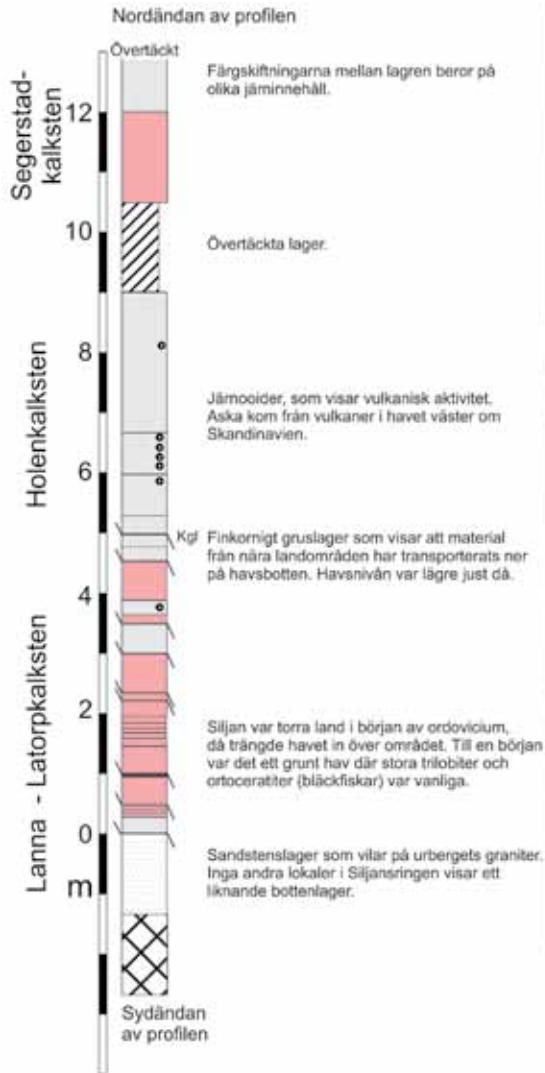 Nordändan av profilen
Övertäckt
Färgskiftningarna mellan lagren beror på
olika järninnehåll.
Segerstad-
kalksten
12
10
Övertäckta lager.
Holenkalksten
8
Järnooider, som visar vulkanisk aktivitet.
Aska kom från vulkaner i havet väster om
Skandinavien.
6
Kgl
Finkornigt gruslager som visar att material
från nära landområden har transporterats ner
på havsbotten. Havsnivån var lägre just då.
4
Lanna - Latorpkalksten
2
Siljan var torra land i början av ordovicium,
då trängde havet in över området. Till en början
var det ett grunt hav där stora trilobiter och
ortoceratiter (bläckfiskar) var vanliga.
0
m
Sandstenslager som vilar på urbergets graniter.
Inga andra lokaler i Siljansringen visar ett
liknande bottenlager.
Sydändan
av profilen